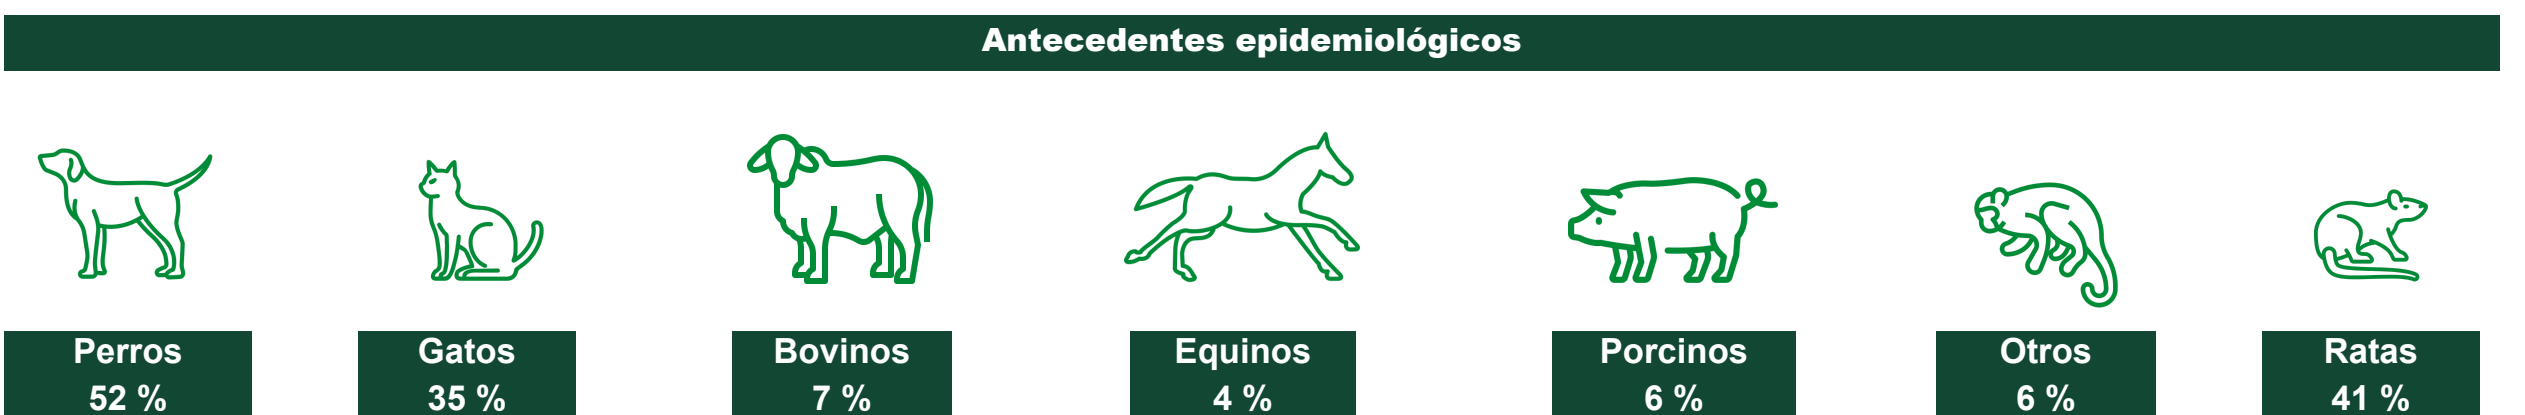 Antecedentes epidemiológicos
Perros
52 %
Gatos
35 %
Bovinos
7 %
Equinos
4 %
Porcinos
6 %
Otros
6 %
Ratas
41 %